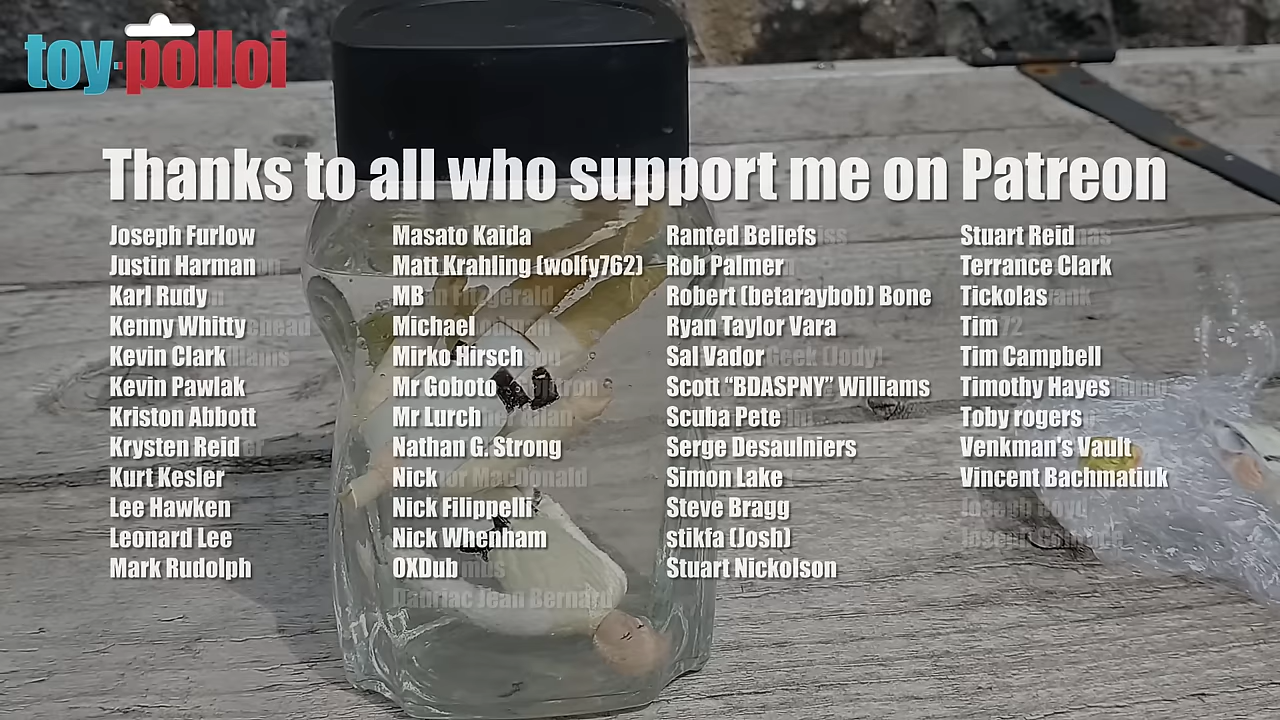 toy polloi
Thanks to all who support me on Patreon
Joseph Furlow
Justin Harman
Karl Rudy
Kenny Whitty
Kevin Clark
Kevin Pawlak
Kriston Abbott
Krysten Reid
Kurt Kesler
Lee Hawken
Leonard Lee
Mark Rudolph
Masato Kaida
Matt Krahling (wolfy762)
MB
Michael
Mirko Hirsch
Mr Goboto
Mr Lurch
Nathan G. Strong
Nick
Nick Filippelli
Nick Whenham
OXDub
Jean Bernard
Ranted Beliefs
Rob Palmer
Robert (betaraybob) Bone
Ryan Taylor Vara
Sal Vador
Scott “BDASPNY” Williams
Scuba Pete
Serge Desaulniers
Simon Lake
Steve Bragg
stikfa (Josh)
Stuart Nickolson
Stuart Reid
Terrance Clark
Tickolas
Tim
Tim Campbell
Timothy Hayes
Toby rogers
Venkman's Vault
Vincent Bachmatiuk
Joseph
Joseph